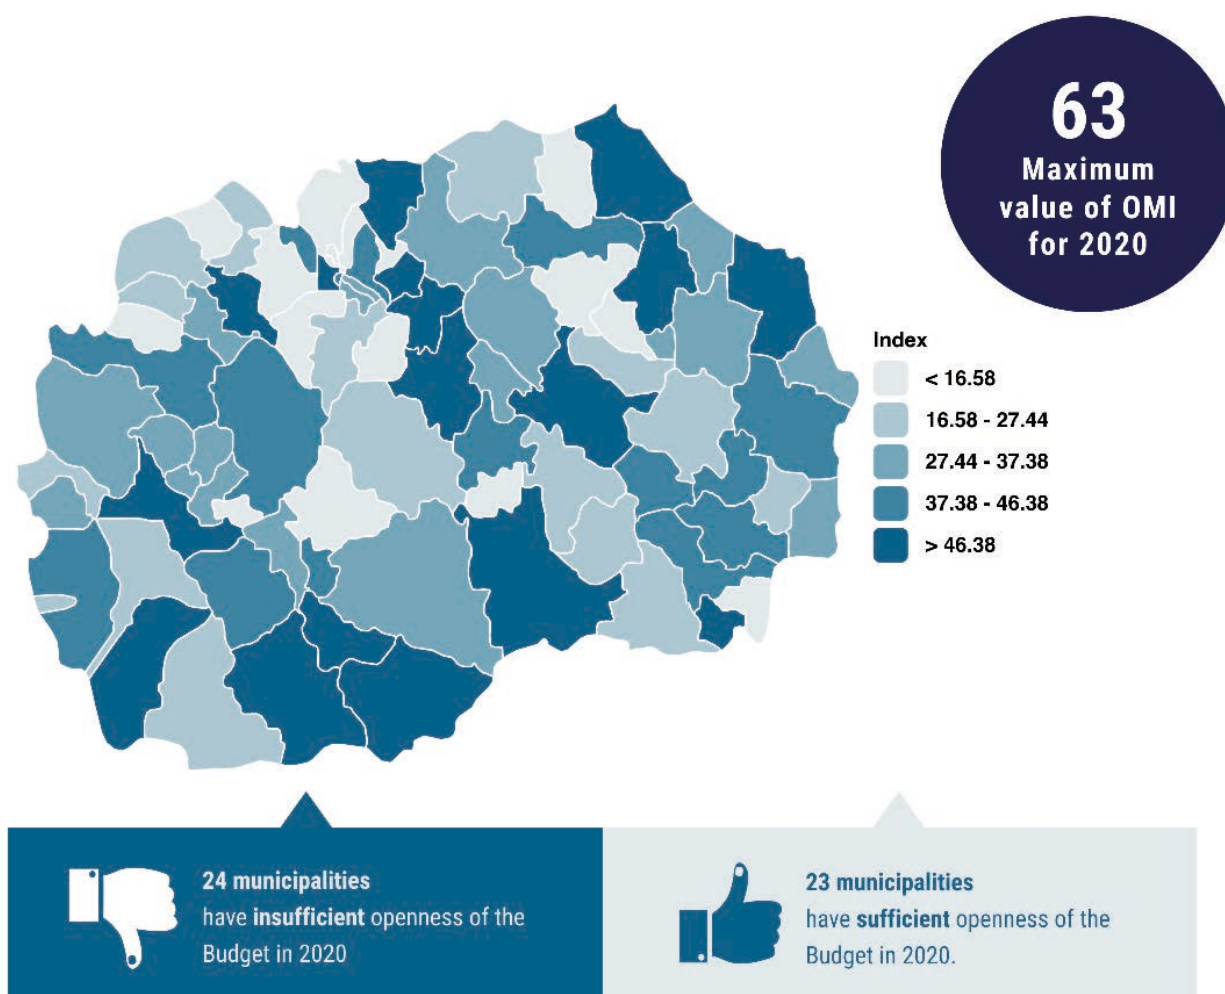 63
Maximum
value of OMI
for 2020
Index
< 16.58
16.58 - 27.44
27.44 - 37.38
37.38 - 46.38
> 46.38
24 municipalities
have insufficient openness of the
Budget in 2020
23 municipalities
have sufficient openness of the
Budget in 2020.